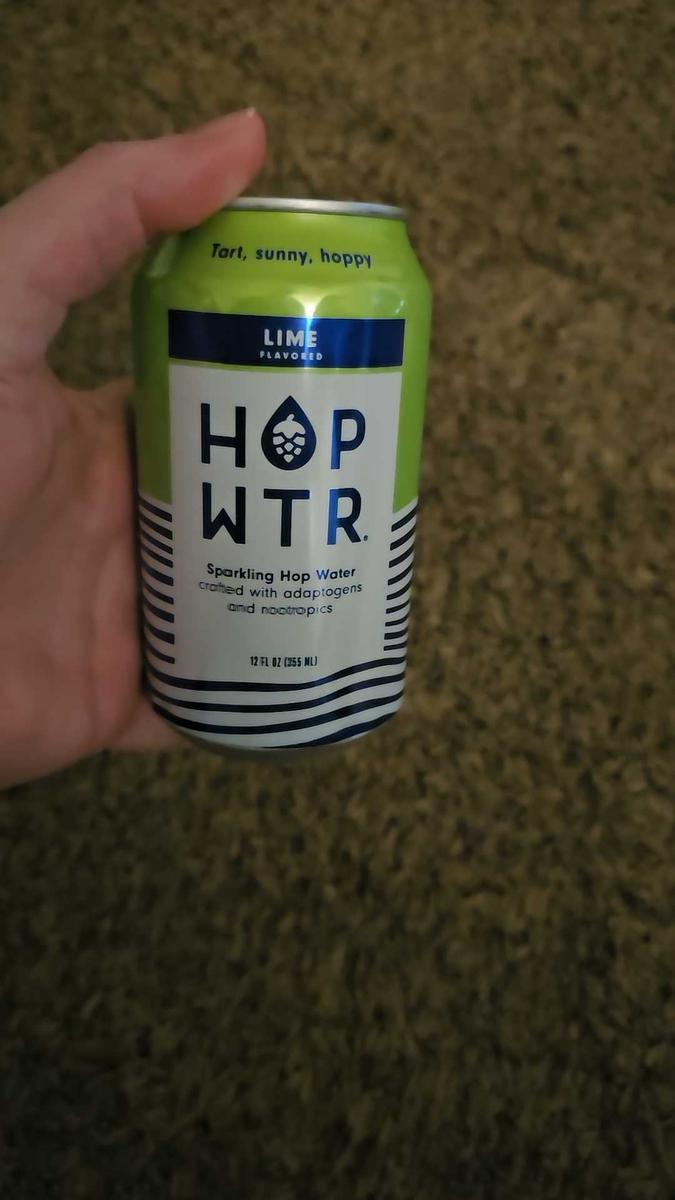 Tart, sunny, hoppy
LIME
FLAVORED
HOP
WTR®
Sparkling Hop Water
crafted with adaptogens
and nootropics
12 FL OZ (355 ML)